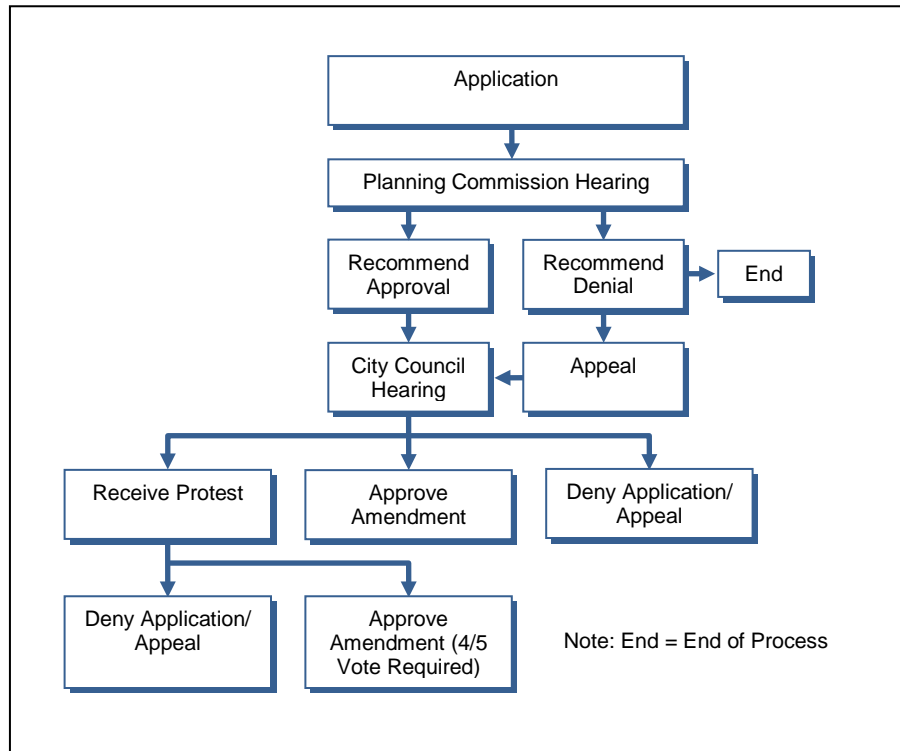 Application
Planning Commission Hearing
Recommend
Approval
Recommend
Denial
End
City Council
Hearing
Appeal
Receive Protest
Approve
Amendment
Deny Application/
Appeal
Deny Application/
Appeal
Approve
Amendment (4/5
Vote Required)
Note: End = End of Process